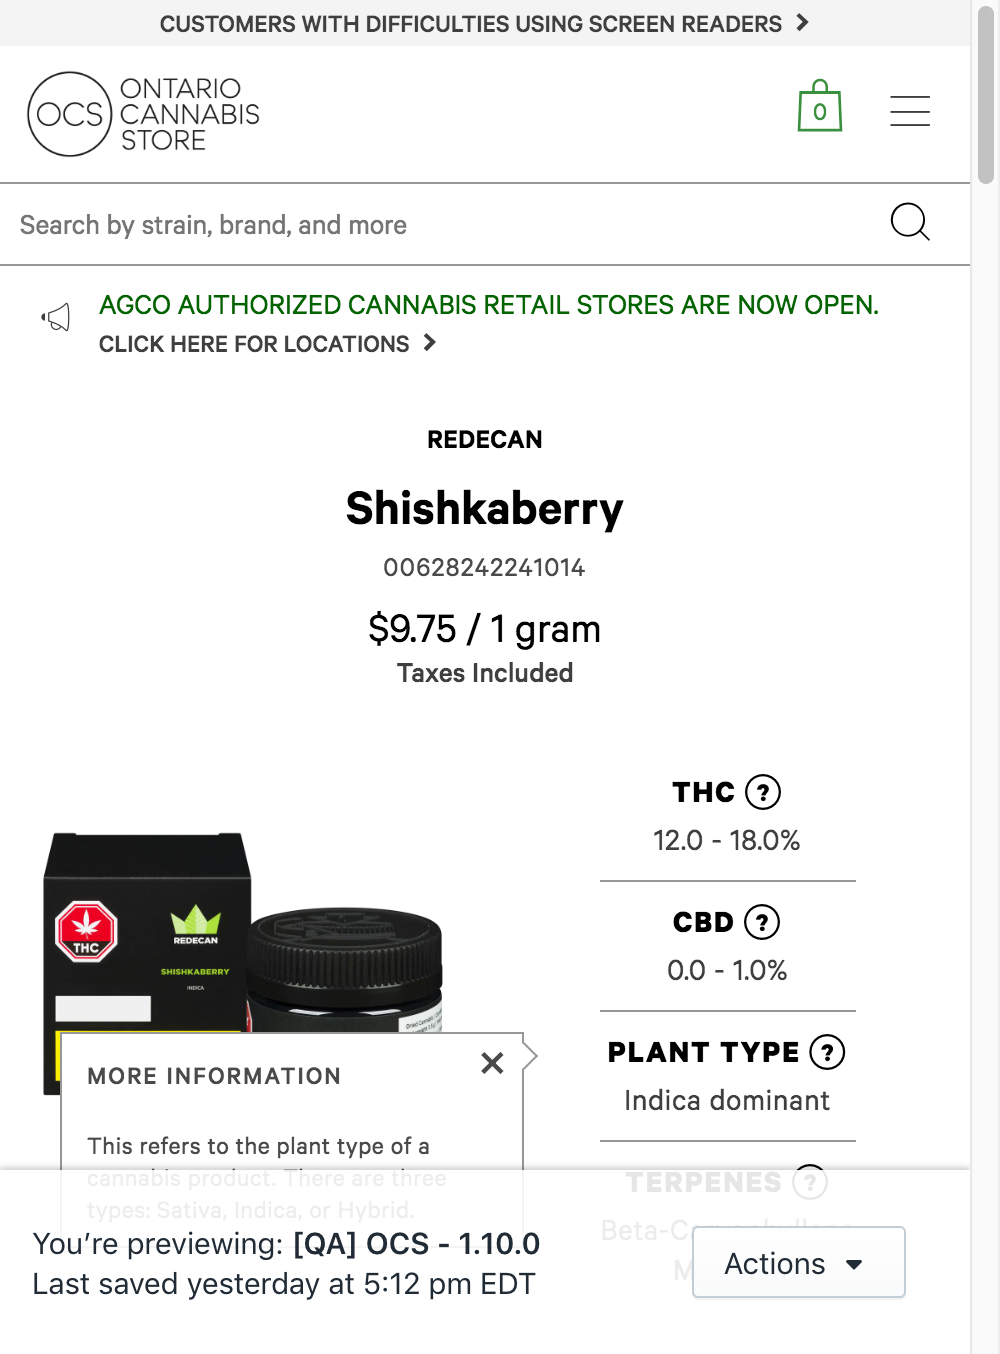 CUSTOMERS WITH DIFFICULTIES USING SCREEN READERS
OCS
ONTARIO
CANNABIS
STORE
0
Search by strain, brand, and more
AGCO AUTHORIZED CANNABIS RETAIL STORES ARE NOW OPEN.
CLICK HERE FOR LOCATIONS
REDECAN
Shishkaberry
00628242241014
$9.75 / 1 gram
Taxes Included
THC ?
12.0 - 18.0%
CBD ?
0.0 - 1.0%
PLANT TYPE ?
Indica dominant
TERPENES ?
THC
REDECAN
SHISHKABERRY
INDICA
MORE INFORMATION
This refers to the plant type of a
cannabis product. There are three
types: Sativa, Indica, or Hybrid.
You're previewing: [QA] OCS - 1.10.0
Last saved yesterday at 5:12 pm EDT
Actions